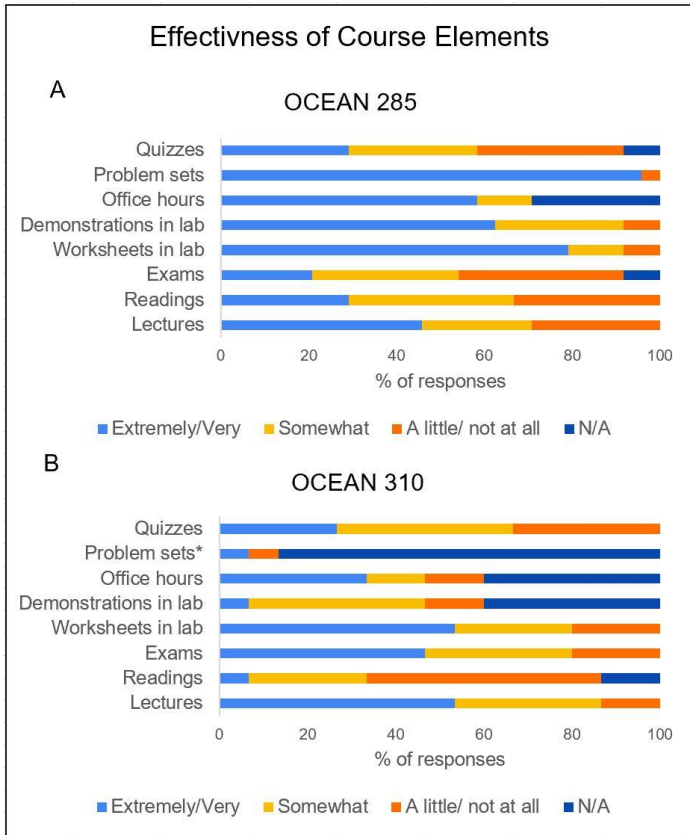 Effectivness of Course Elements
A
OCEAN 285
Quizzes
Problem sets
Office hours
Demonstrations in lab
Worksheets in lab
Exams
Readings
Lectures
0 20 40 60 80 100
% of responses
Extremely/Very Somewhat A little/ not at all N/A
B
OCEAN 310
Quizzes
Problem sets*
Office hours
Demonstrations in lab
Worksheets in lab
Exams
Readings
Lectures
0 20 40 60 80 100
% of responses
Extremely/Very Somewhat A little/ not at all N/A